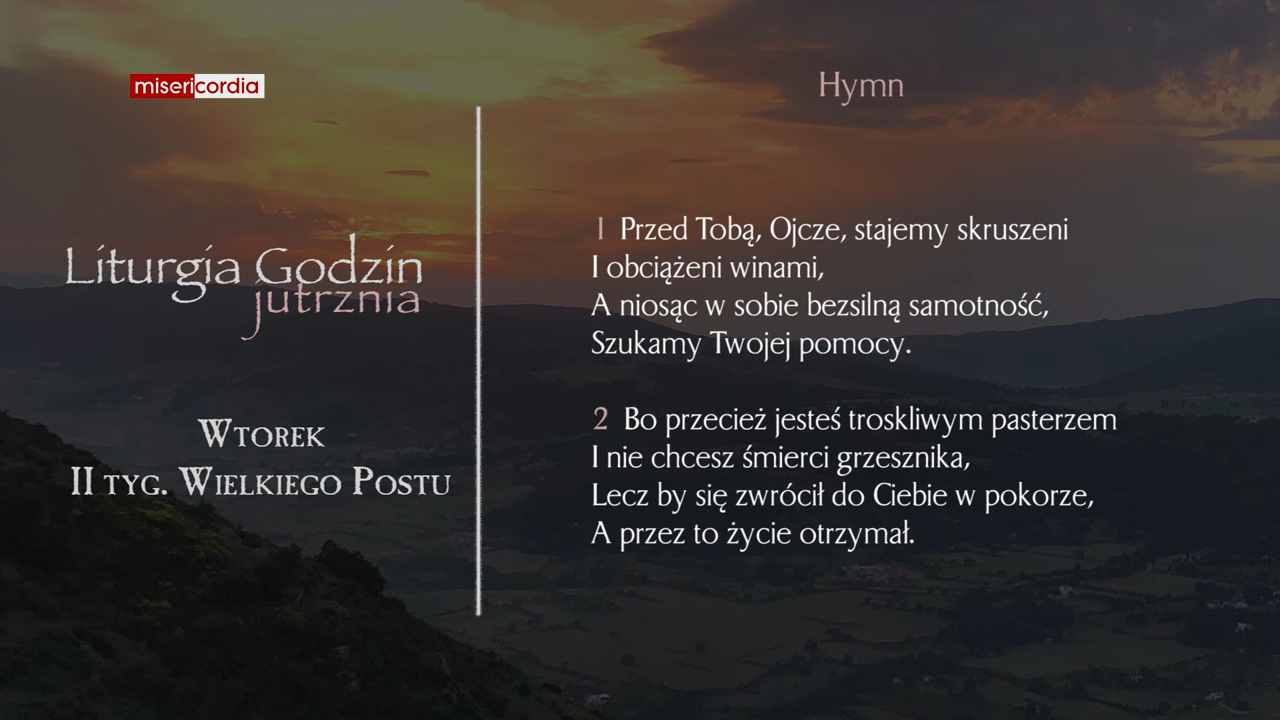 misericordia
Liturgia Godzin
jutrznia
Wtorek
II tyg. Wielkiego Postu
Hymn
1 Przed Tobą, Ojcze, stajemy skruszeni
I obciążeni winami,
A niosąc w sobie bezsilną samotność,
Szukamy Twojej pomocy.
2 Bo przecież jesteś troskliwym pasterzem
I nie chcesz śmierci grzesznika,
Lecz by się zwrócił do Ciebie w pokorze,
A przez to życie otrzymał.